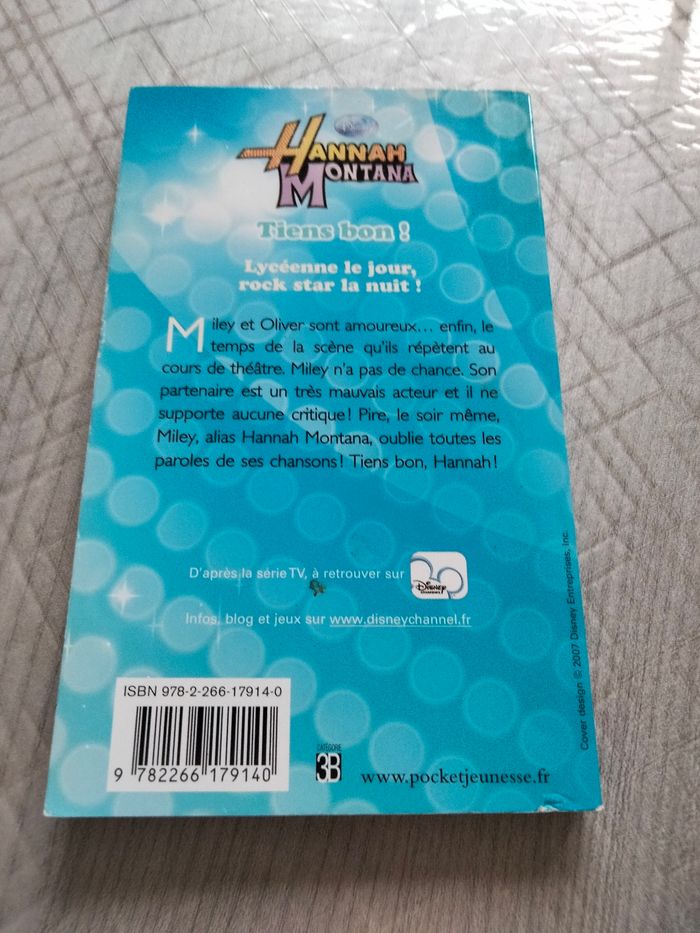 Disney
HANNAH
MONTANA
Tiens bon !
Lycéenne le jour,
rock star la nuit !
Miley et Oliver sont amoureux... enfin, le
temps de la scène qu'ils répètent au
cours de théâtre. Miley n'a pas de chance. Son
partenaire est un très mauvais acteur et il ne
supporte aucune critique! Pire, le soir même,
Miley, alias Hannah Montana, oublie toutes les
paroles de ses chansons! Tiens bon, Hannah!
D'après la série TV, à retrouver sur
Disney
CHANNEL
Infos, blog et jeux sur www.disneychannel.fr
Cover design © 2007 Disney Entreprises, Inc.
ISBN 978-2-266-17914-0
9 782266 179140
CATÉGORIE
3B
www.pocketjeunesse.fr